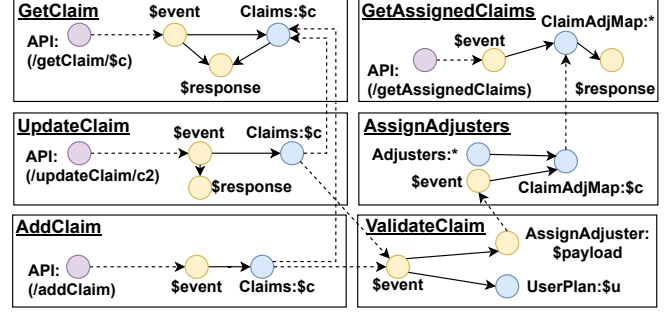 GetClaim
$event
Claims:$c
API:
(/getClaim/$c)
$response
GetAssignedClaims
ClaimAdjMap:*
$event
API:
(/getAssignedClaims)
$response
UpdateClaim
$event
Claims:$c
API:
(/updateClaim/c2)
$response
AssignAdjusters
Adjusters:*
$event
ClaimAdjMap:$c
AddClaim
API:
(/addClaim)
$event
Claims:$c
ValidateClaim
$event
AssignAdjuster:
$payload
UserPlan:$u